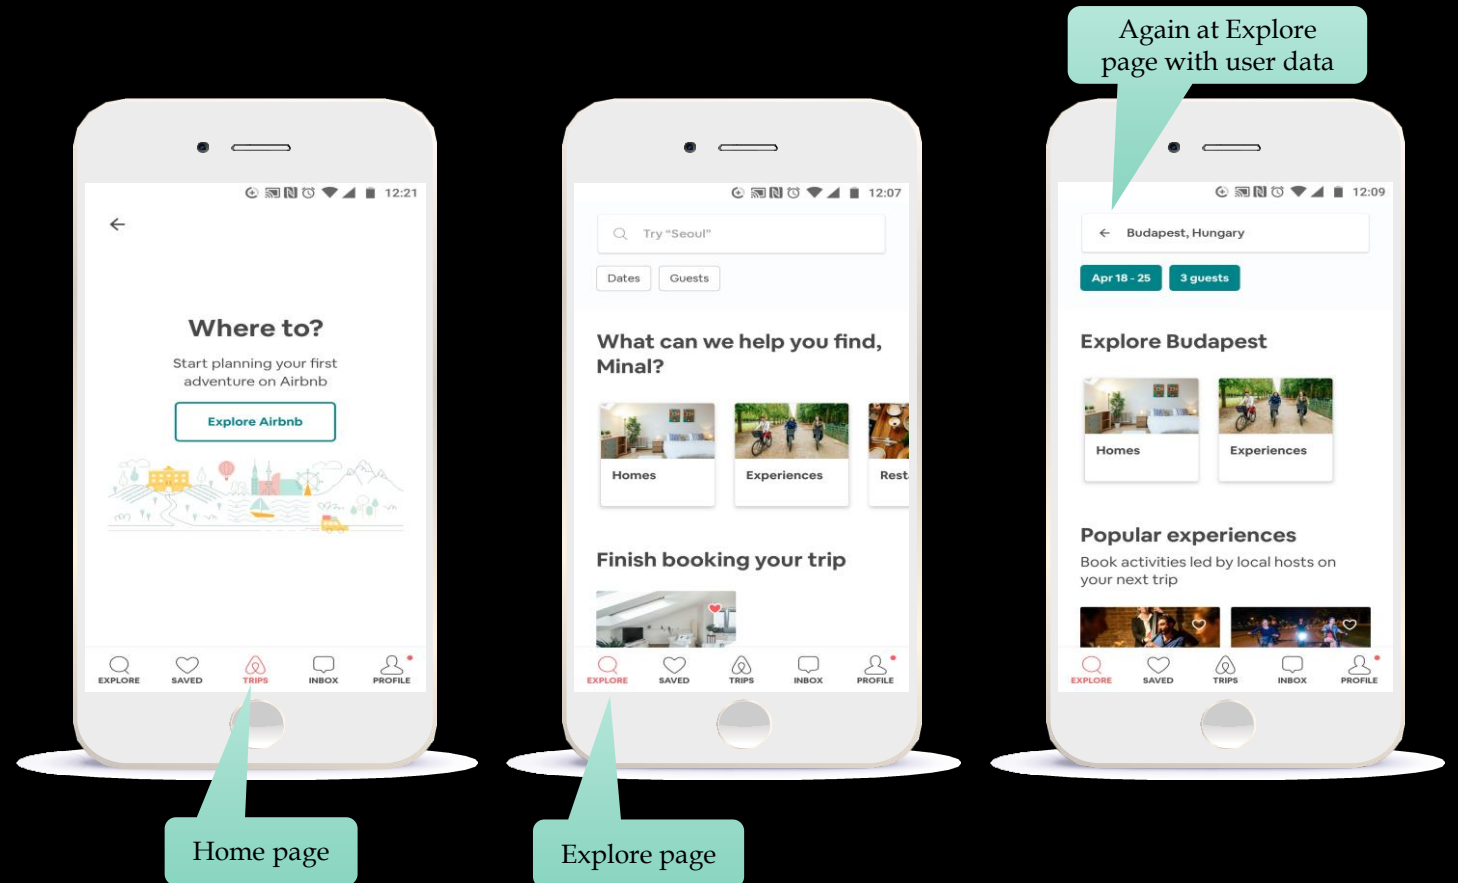 Again at Explore
page with user data
12:21
Where to?
Start planning your first
adventure on Airbnb
Explore Airbnb
EXPLORE SAVED TRIPS INBOX PROFILE
Home page
12:07
Try “Seoul”
Dates Guests
What can we help you find,
Minal?
Homes Experiences Rest
Finish booking your trip
EXPLORE SAVED TRIPS INBOX PROFILE
Explore page
12:09
Budapest, Hungary
Apr 18 - 25 3 guests
Explore Budapest
Homes Experiences
Popular experiences
Book activities led by local hosts on
your next trip
EXPLORE SAVED TRIPS INBOX PROFILE